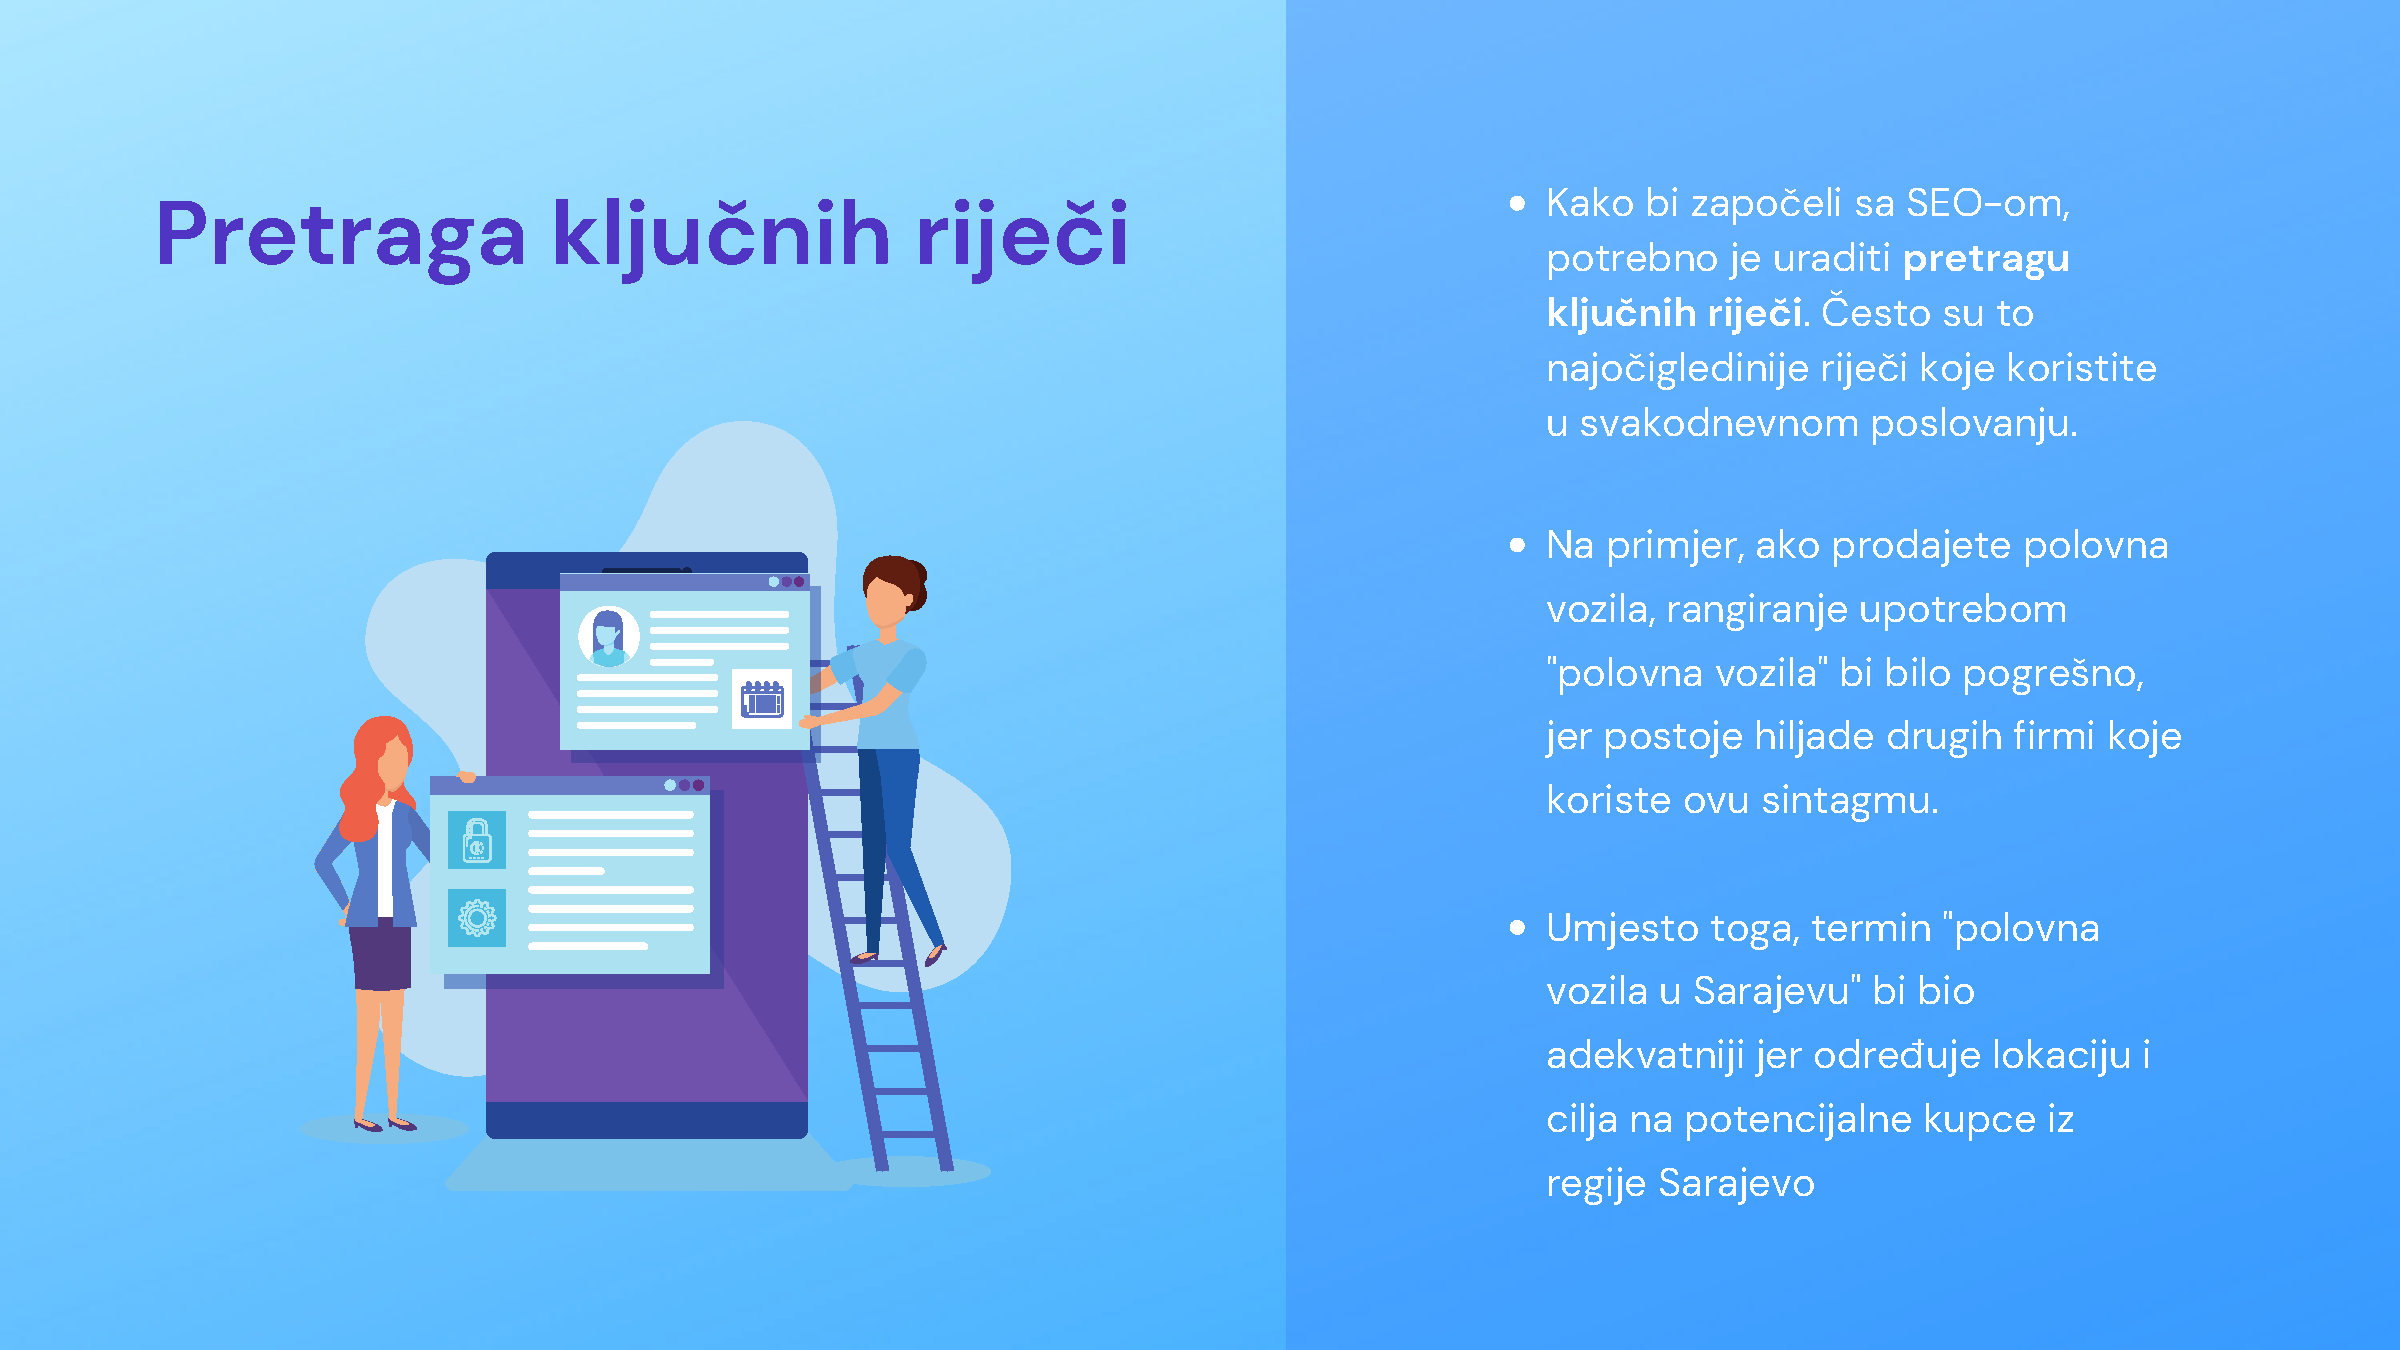 Pretraga ključnih riječi
• Kako bi započeli sa SEO-om,
potrebno je uraditi pretragu
ključnih riječi. Često su to
najočigledinije riječi koje koristite
u svakodnevnom poslovanju.
• Na primjer, ako prodajete polovna
vozila, rangiranje upotrebom
"polovna vozila" bi bilo pogrešno,
jer postoje hiljade drugih firmi koje
koriste ovu sintagmu.
• Umjesto toga, termin "polovna
vozila u Sarajevu" bi bio
adekvatniji jer određuje lokaciju i
cilja na potencijalne kupce iz
regije Sarajevo